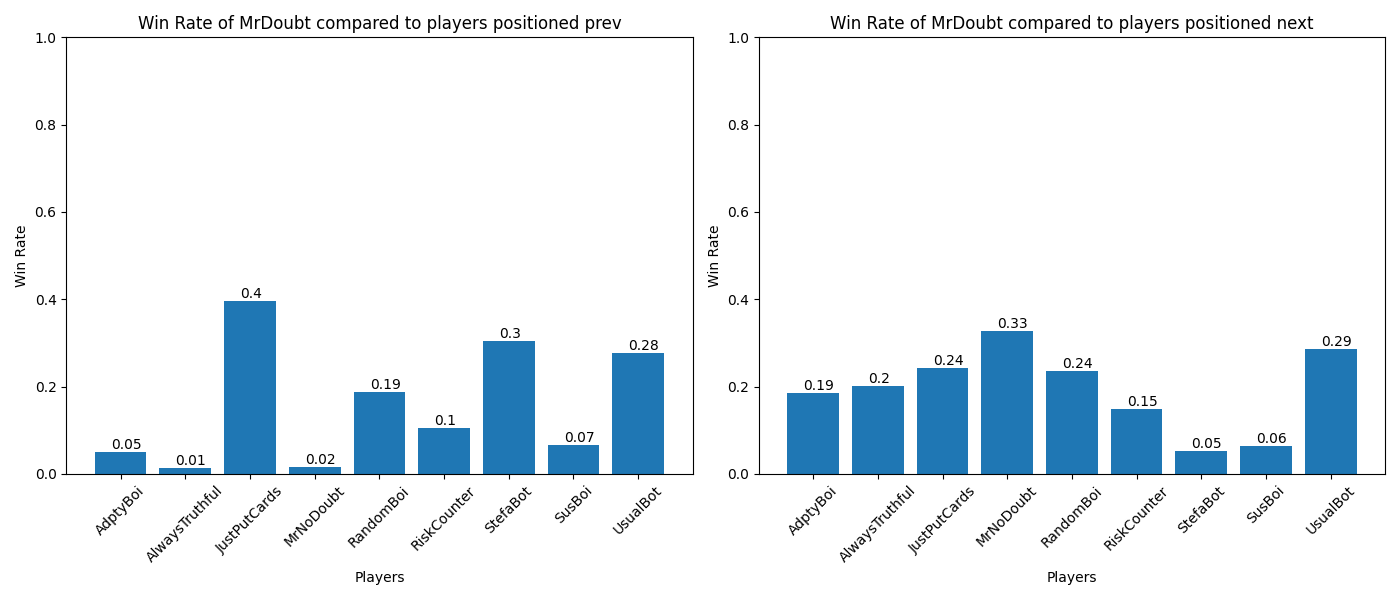 Win Rate of MrDoubt compared to players positioned prev
1.0
0.8
0.6
0.4
0.2
0.0
Win Rate
0.05
0.01
0.4
0.02
0.19
0.1
0.3
0.07
0.28
AdptyBoi
AlwaysTruthful
JustPutCards
MrNoDoubt
RandomBoi
RiskCounter
StefaBot
SusBoi
UsualBot
Players
Win Rate of MrDoubt compared to players positioned next
1.0
0.8
0.6
0.4
0.2
0.0
Win Rate
0.19
0.2
0.24
0.33
0.24
0.15
0.05
0.06
0.29
AdptyBoi
AlwaysTruthful
JustPutCards
MrNoDoubt
RandomBoi
RiskCounter
StefaBot
SusBoi
UsualBot
Players